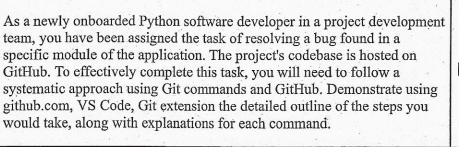 As a newly onboarded Python software developer in a project development
team, you have been assigned the task of resolving a bug found in a
specific module of the application. The project's codebase is hosted on
GitHub. To effectively complete this task, you will need to follow a
systematic approach using Git commands and GitHub. Demonstrate using
github.com, VS Code, Git extension the detailed outline of the steps you
would take, along with explanations for each command.